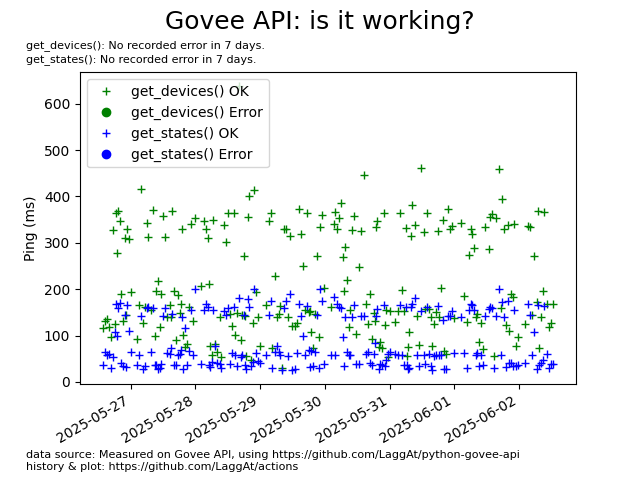 Govee API: is it working?
get_devices(): No recorded error in 7 days.
get_states(): No recorded error in 7 days.
get_devices() OK
get_devices() Error
get_states() OK
get_states() Error
Ping (ms)
600
500
400
300
200
100
0
2025-05-27
2025-05-28
2025-05-29
2025-05-30
2025-05-31
2025-06-01
2025-06-02
data source: Measured on Govee API, using https://github.com/LaggAt/python-govee-api
history & plot: https://github.com/LaggAt/actions